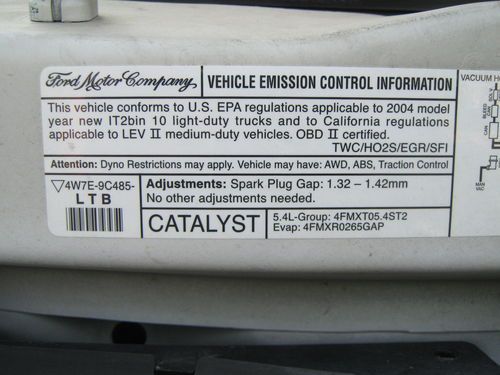 Ford Motor Company,
VEHICLE EMISSION CONTROL INFORMATION
This vehicle conforms to U.S. EPA regulations applicable to 2004 model
year new IT2bin 10 light-duty trucks and to California regulations
applicable to LEV II medium-duty vehicles. OBD II certified.
TWC/HO2S/EGR/SFI
Attention: Dyno Restrictions may apply. Vehicle may have: AWD, ABS, Traction Control
4W7E-9C485-
LTB
Adjustments: Spark Plug Gap: 1.32 - 1.42mm
No other adjustments needed.
CATALYST
5.4L-Group: 4FMXT05.4ST2
Evap: 4FMXR0265GAP
VACUUM HO
CAN
MAN
VAC